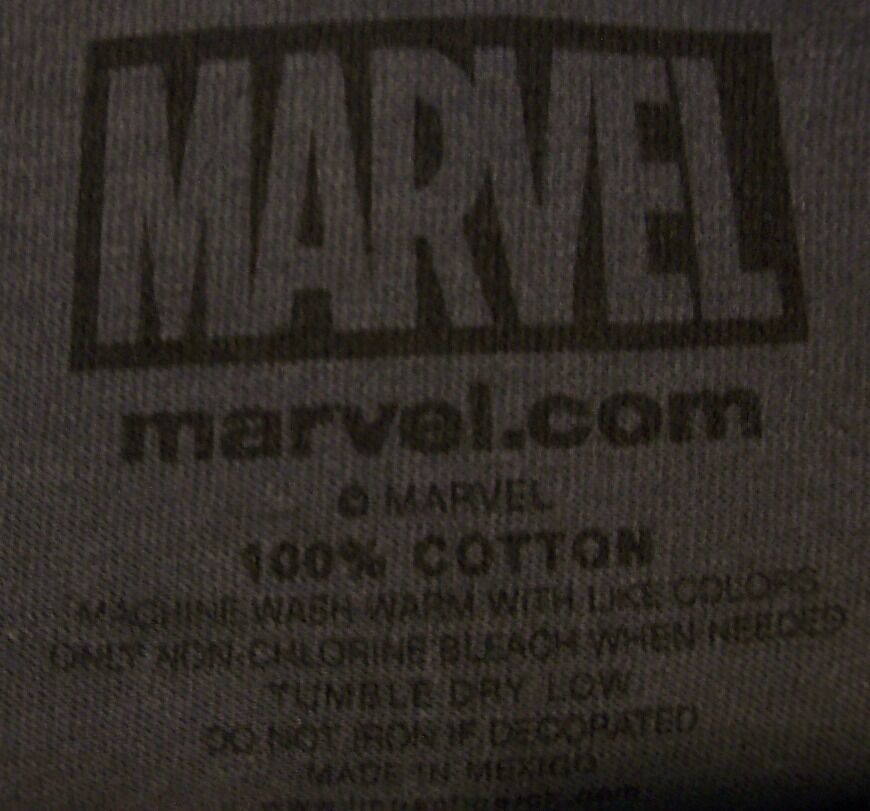 MARVEL
marvel.com
© MARVEL
100% COTTON
MACHINE WASH WARM WITH LIKE COLORS
ONLY NON-CHLORINE BLEACH WHEN NEEDED
TUMBLE DRY LOW
DO NOT IRON IF DECORATED
MADE IN MEXICO